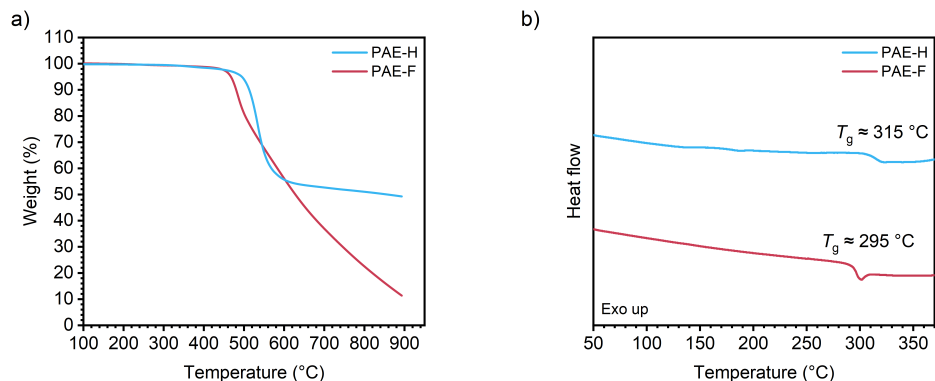 a)
110
100
90
80
70
60
50
40
30
20
10
0
Weight (%)
PAE-H
PAE-F
100 200 300 400 500 600 700 800 900
Temperature (°C)
b)
Heat flow
PAE-H
PAE-F
Tg ≈ 315 °C
Tg ≈ 295 °C
Exo up
50 100 150 200 250 300 350
Temperature (°C)